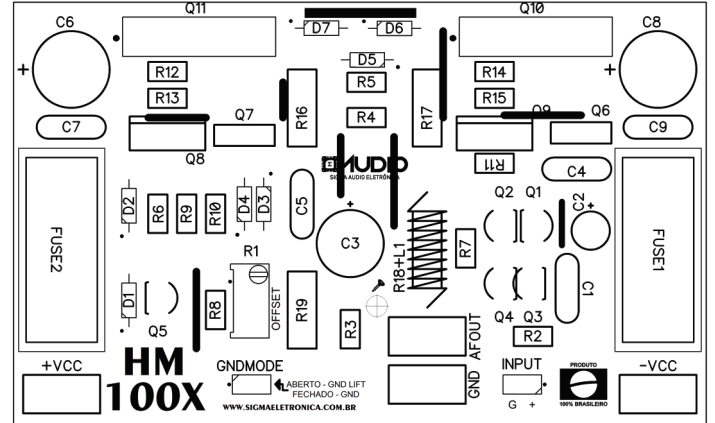 C6
Q11
D7
D6
Q10
C8
+
R12
D5
R14
+
R13
R5
R15
C7
Q7
R16
R4
R17
Q9
Q6
C9
Q8
AUDIO
SIGMA AUDIO ELETRÔNICA
R11
C4
FUSE2
D2
R6
R9
R10
D4
D3
C5
+
C3
R18+L1
Q2
Q1
C2
+
FUSE1
R1
R7
D1
Q5
R8
OFFSET
R19
R3
AFOUT
Q4
Q3
C1
R2
+VCC
HM
100X
GNDMODE
ABERTO - GND LIFT
FECHADO - GND
WWW.SIGMAELETRONICA.COM.BR
GND
INPUT
G +
PRODUTO
100% BRASILEIRO
-VCC